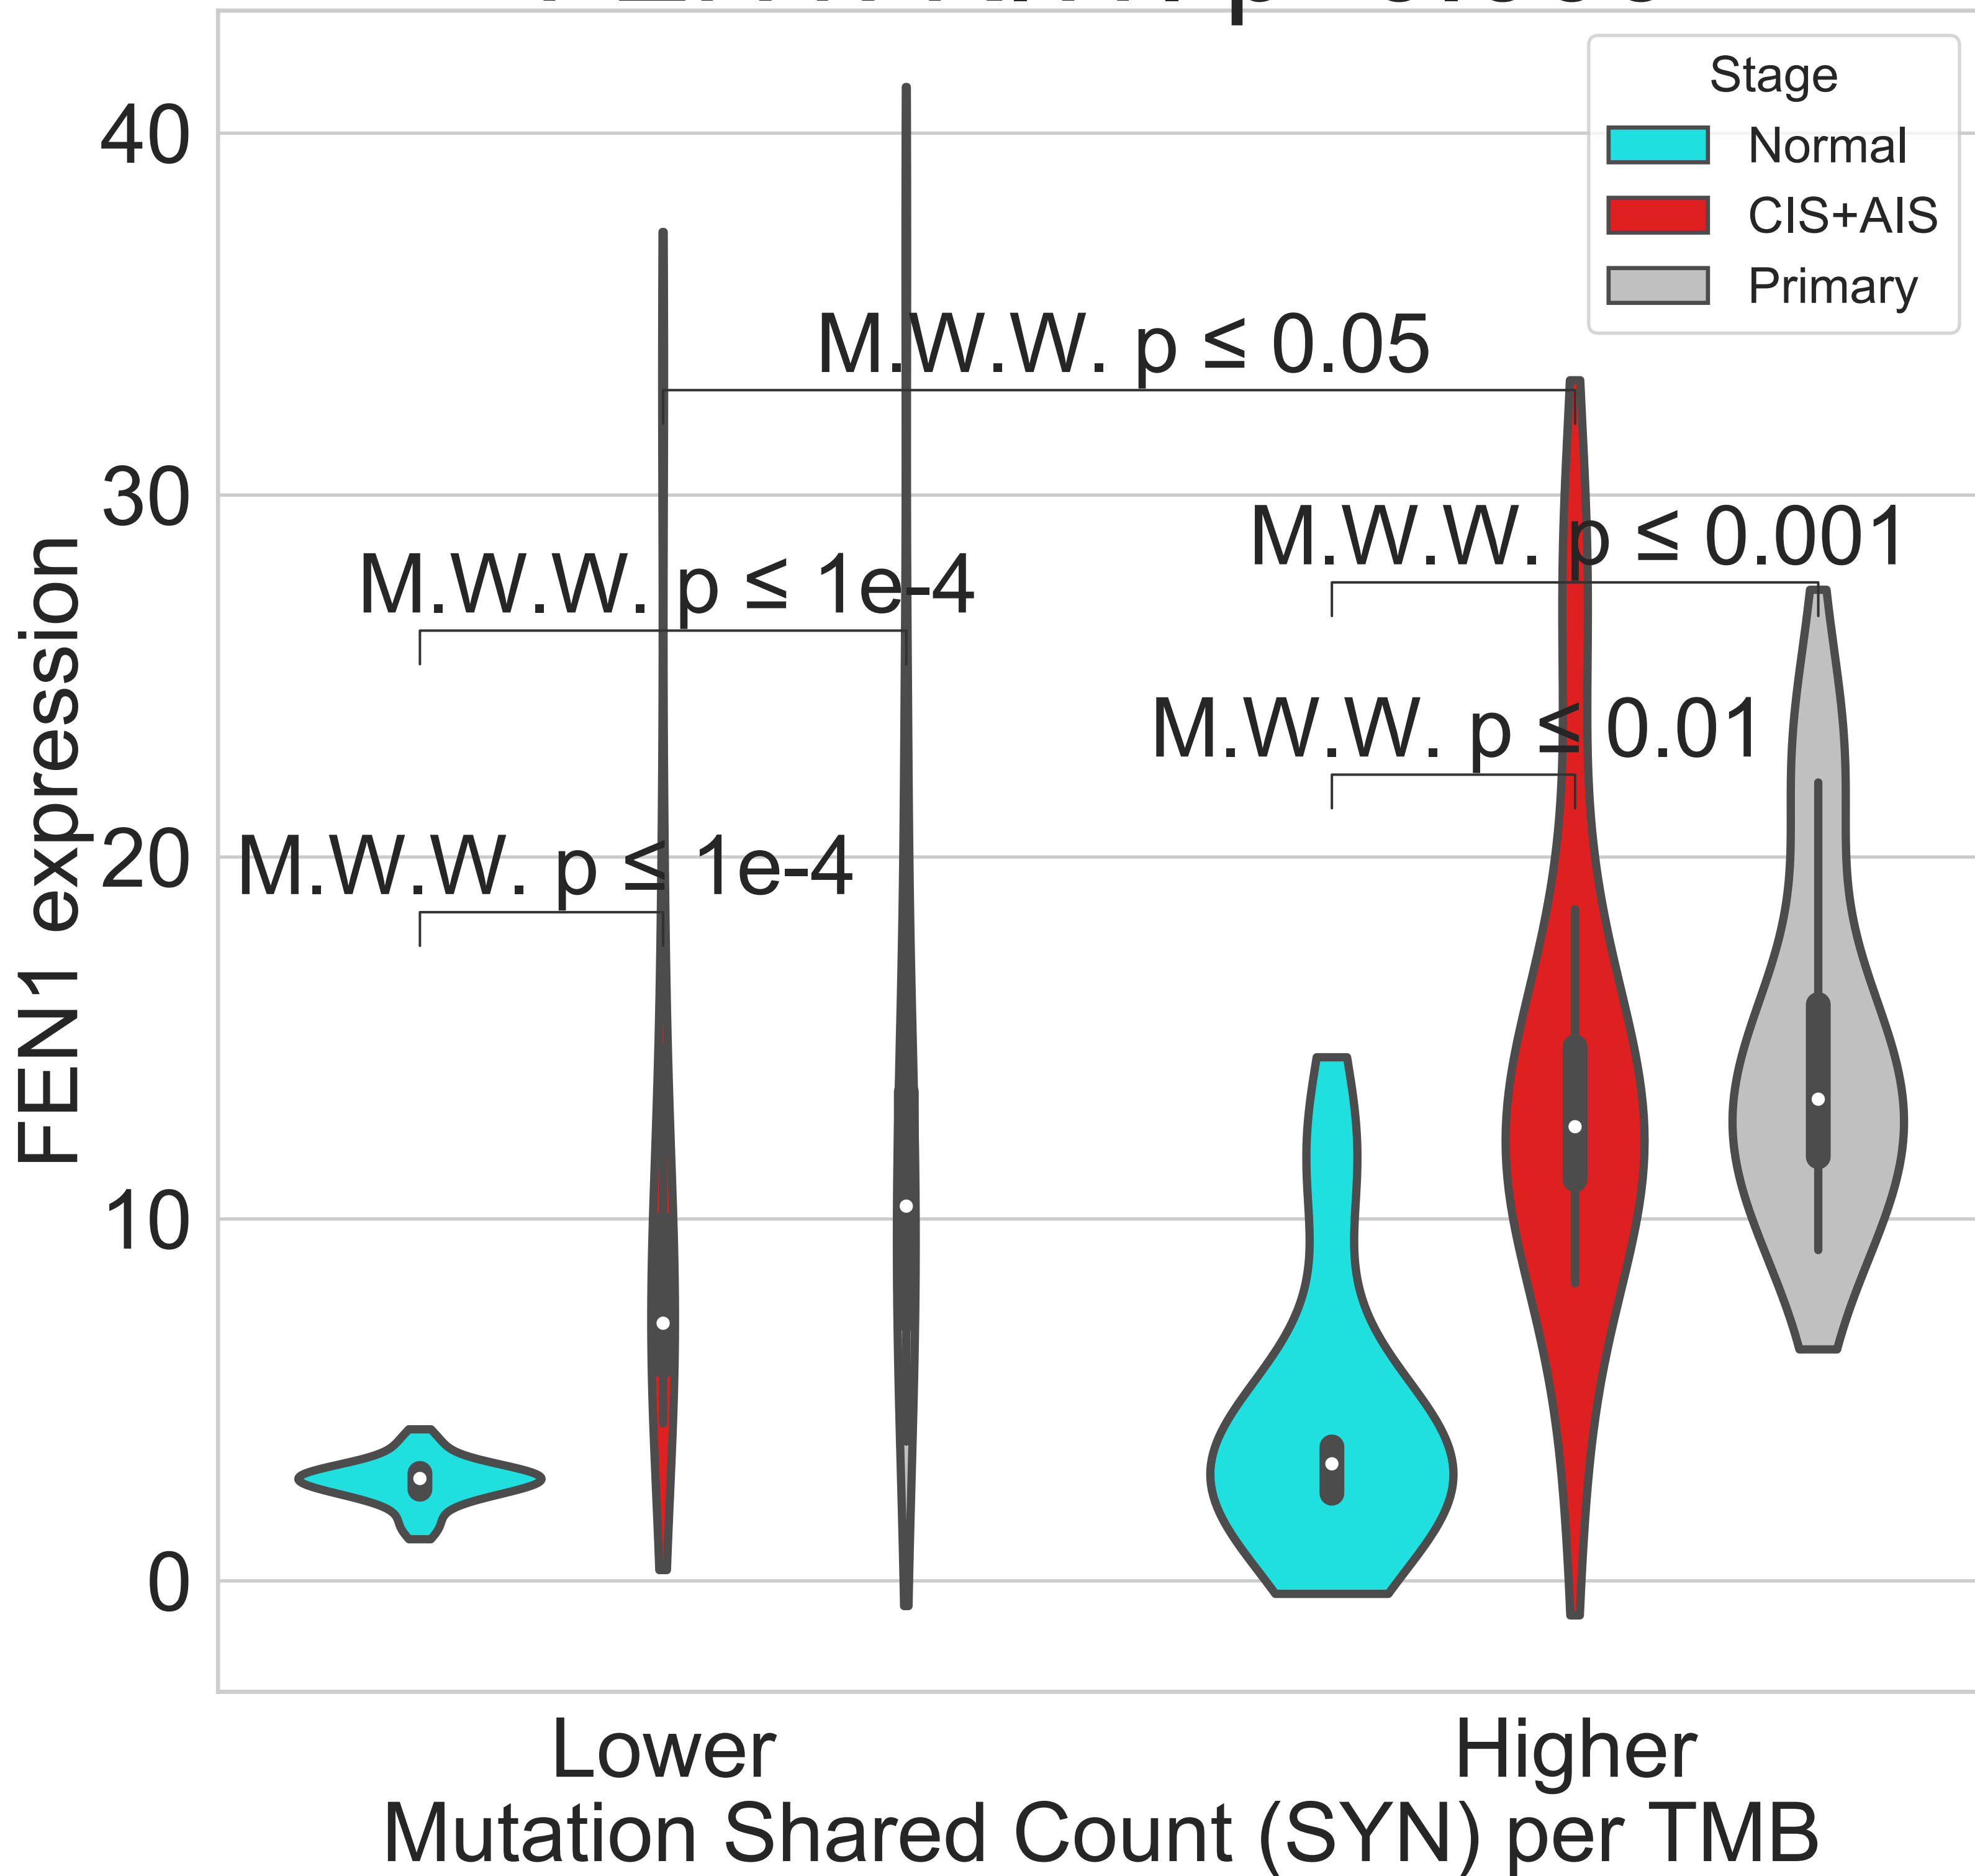 Stage
Normal
CIS+AIS
Primary
40
30
20
10
0
FEN1 expression
M.W.W. p ≤ 0.05
M.W.W. p ≤ 0.001
M.W.W. p ≤ 1e-4
M.W.W. p ≤ 0.01
M.W.W. p ≤ 1e-4
Lower
Higher
Mutation Shared Count (SYN) per TMB